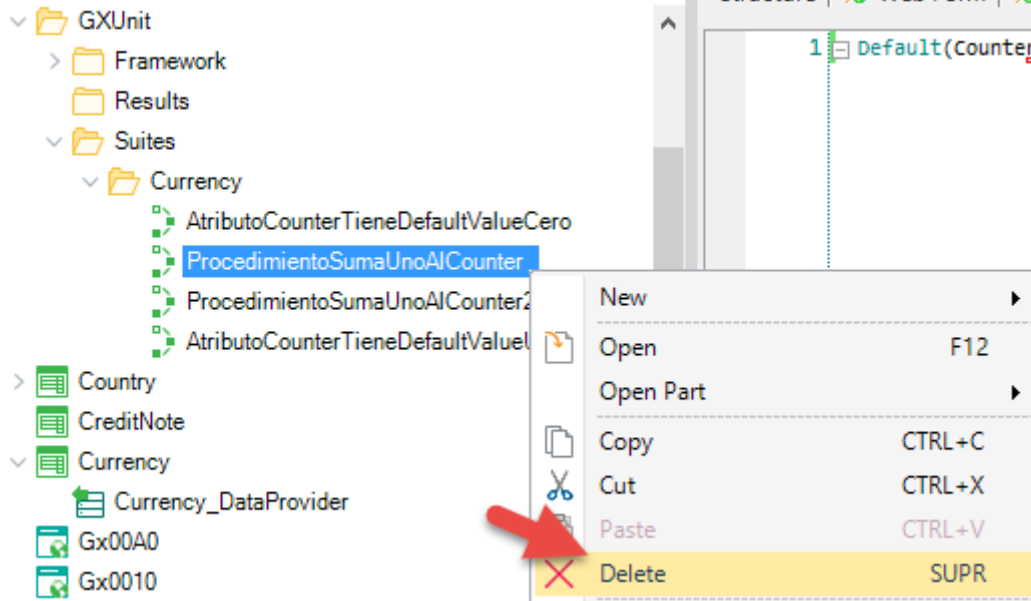 GXUnit
1 Default(Counter
Framework
Results
Suites
Currency
AtributoCounterTieneDefaultValueCero
ProcedimientoSumaUnoAlCounter
ProcedimientoSumaUnoAlCounter2
AtributoCounterTieneDefaultValue
Country
CreditNote
Currency
Currency_DataProvider
Gx00A0
Gx0010
New
Open F12
Open Part
Copy CTRL+C
Cut CTRL+X
Paste CTRL+V
Delete SUPR